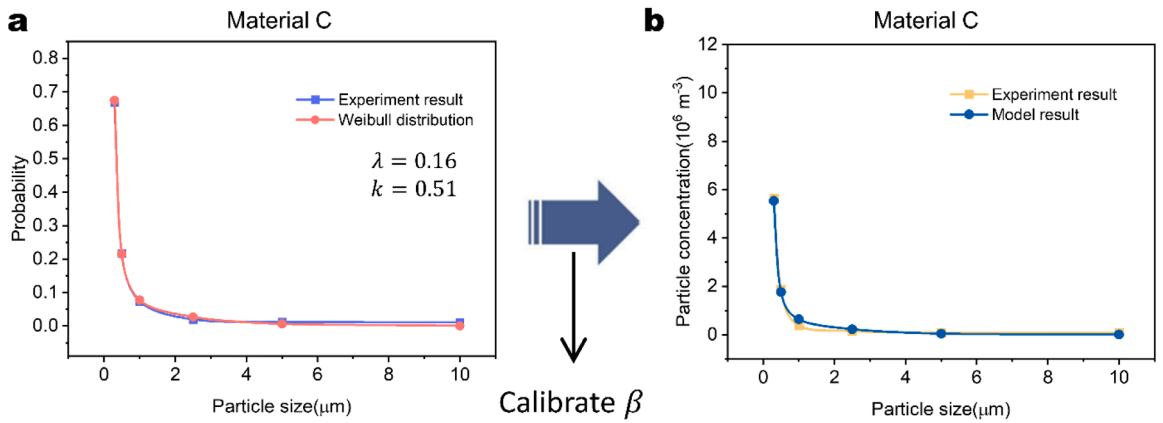 a
Material C
0.8
0.7
0.6
0.5
0.4
0.3
0.2
0.1
0.0
Probability
Experiment result
Weibull distribution
λ = 0.16
k = 0.51
0 2 4 6 8 10
Particle size(μm)
Calibrate β
b
Material C
12
10
8
6
4
2
0
Particle concentration(10⁶ m⁻³)
Experiment result
Model result
0 2 4 6 8 10
Particle size(μm)